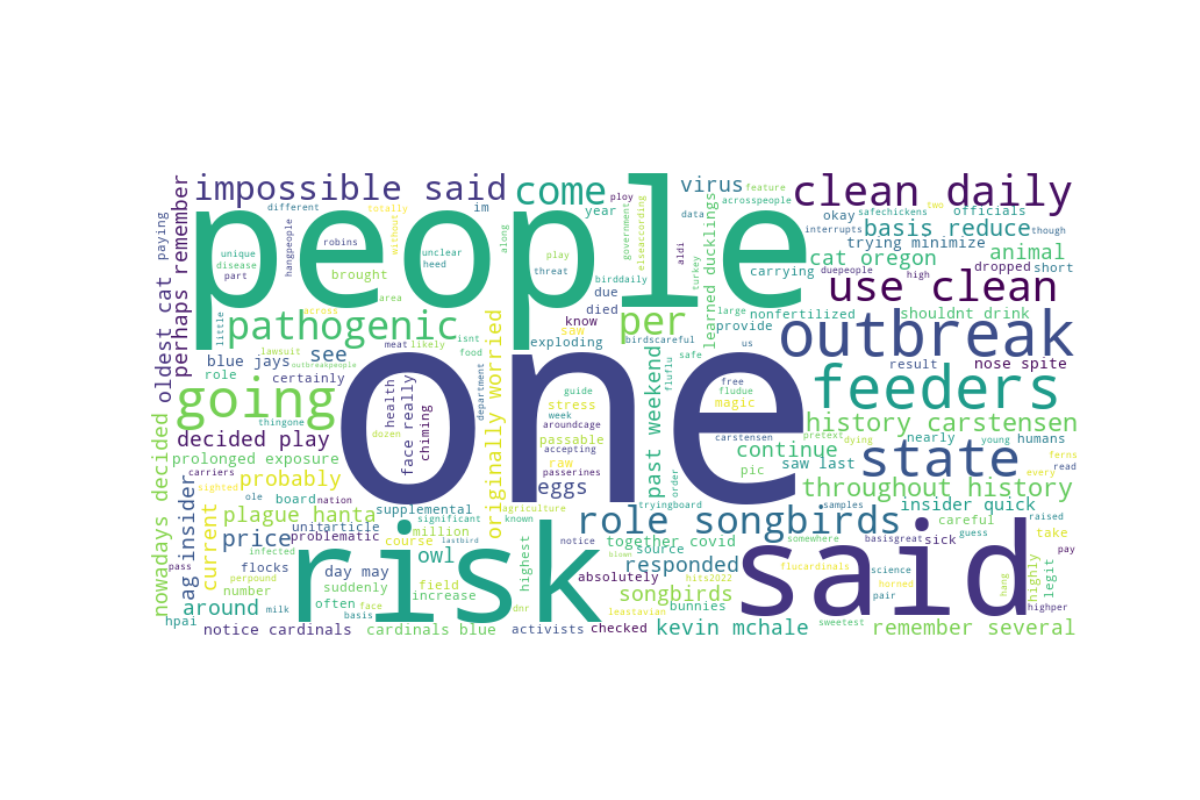 people
one
risk
said
outbreak
feeders
state
going
impossible said
come
virus
clean daily
use clean
basis reduce
pathogenic
per
role songbirds
history carstensen
throughout history
continue
animal
cat oregon
trying minimize
okay
officials
safechickens
interrupts
two
though
feature
acrosspeople
data
year
ploy
im
different
totally
without
hangpeople
robins
unique
disease
part
brought
unclear
heed
along
threat
play
birddaily
government
elseaccording
aldi
turkey
carrying
duepeople
high
dropped
short
due
died
know
saw
exploding
birdscareful
large
provide
nonfertilized
shouldnt drink
learned ducklings
us
safe
result
nose spite
paying
perhaps remember
oldest cat
little
area
across
isnt
food
meat
likely
lawsuit
outbreakpeople
blue jays
see
role
certainly
thingone
decided play
prolonged exposure
carriers
sighted
probably
nowadays decided
ag insider
ole
board
nation
supplemental
significant
plague hanta
unitarticle
problematic
current
price
course
million
dozen
health
face really
chiming
department
originally worried
guide
stress
week
aroundcage
passable
accepting
raw
passerines
eggs
agriculture
known
past weekend
fluflu
free
fludue
magic
carstensen
pretext
dying
pic
saw last
nearly
young
humans
ferns
read
every
order
tryingboard
samples
insider quick
careful
raised
guess
take
pay
together covid
source
notice
somewhere
basisgreat
sick
responded
blown
hits2022
flucardinals
science
horned
pair
hang
highly
legit
highper
absolutely
songbirds
bunnies
leastavian
owl
field
increase
number
highest
dnr
lastbird
infected
perpound
flocks
pass
day may
suddenly
often
face
basis
around
hpai
milk
notice cardinals
cardinals blue
activists
checked
kevin mchale
sweetest
remember several